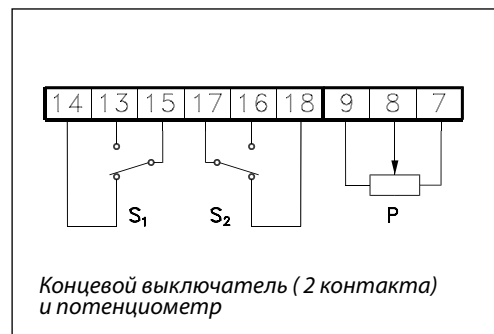 14 13 15 17 16 18 9 8 7
S₁ S₂ P
Концевой выключатель ( 2 контакта)
и потенциометр